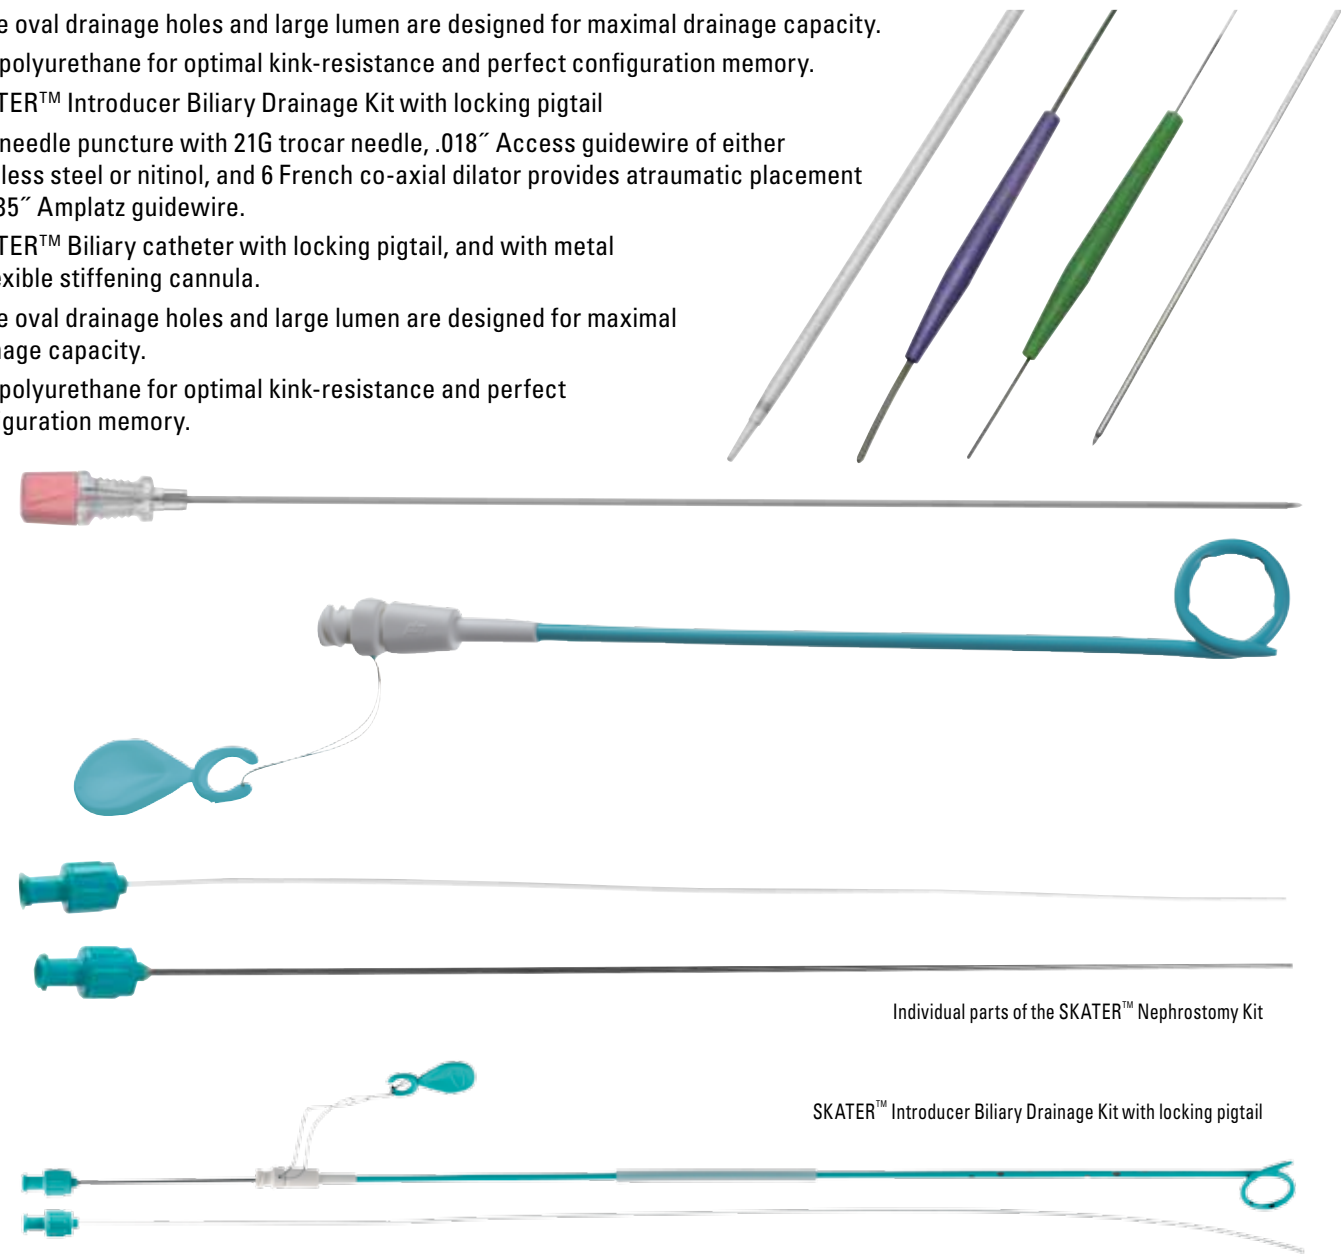 e oval drainage holes and large lumen are designed for maximal drainage capacity.
polyurethane for optimal kink-resistance and perfect configuration memory.
TER™ Introducer Biliary Drainage Kit with locking pigtail
needle puncture with 21G trocar needle, .018˝ Access guidewire of either
less steel or nitinol, and 6 French co-axial dilator provides atraumatic placement
35˝ Amplatz guidewire.
TER™ Biliary catheter with locking pigtail, and with metal
exible stiffening cannula.
e oval drainage holes and large lumen are designed for maximal
nage capacity.
polyurethane for optimal kink-resistance and perfect
guration memory.
Individual parts of the SKATER™ Nephrostomy Kit
SKATER™ Introducer Biliary Drainage Kit with locking pigtail